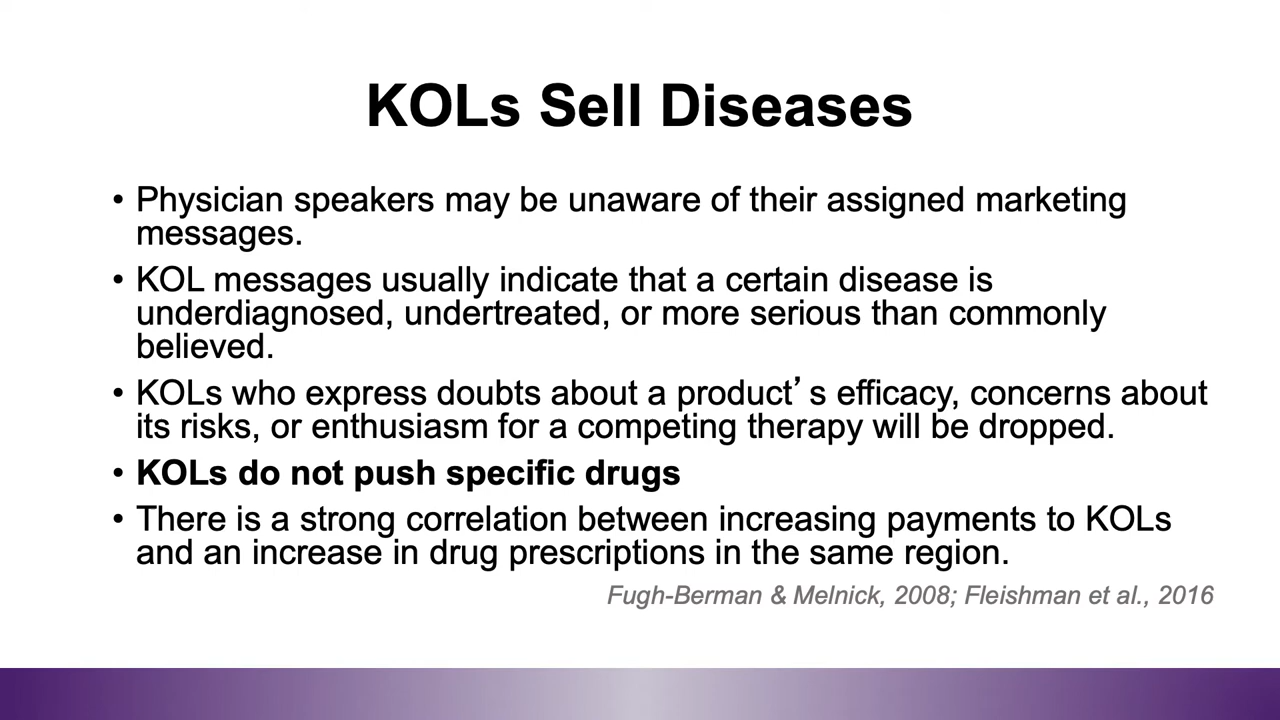 KOLs Sell Diseases
• Physician speakers may be unaware of their assigned marketing
messages.
• KOL messages usually indicate that a certain disease is
underdiagnosed, undertreated, or more serious than commonly
believed.
• KOLs who express doubts about a product’ s efficacy, concerns about
its risks, or enthusiasm for a competing therapy will be dropped.
• KOLs do not push specific drugs
• There is a strong correlation between increasing payments to KOLs
and an increase in drug prescriptions in the same region.
Fugh-Berman & Melnick, 2008; Fleishman et al., 2016